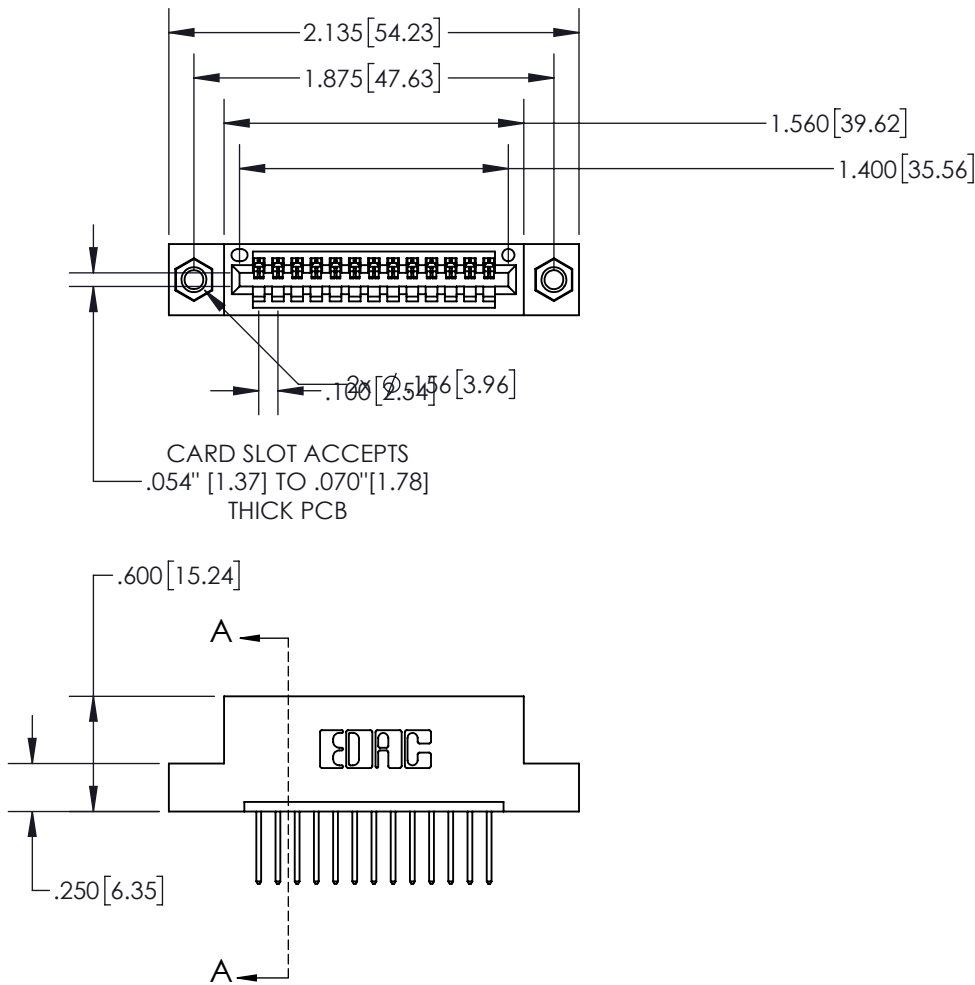 2.135[54.23]
1.875[47.63]
1.560[39.62]
1.400[35.56]
2x Ø .156 [3.96]
.100[2.54]
CARD SLOT ACCEPTS
.054" [1.37] TO .070"[1.78]
THICK PCB
.600[15.24]
A
EDAC
.250[6.35]
A